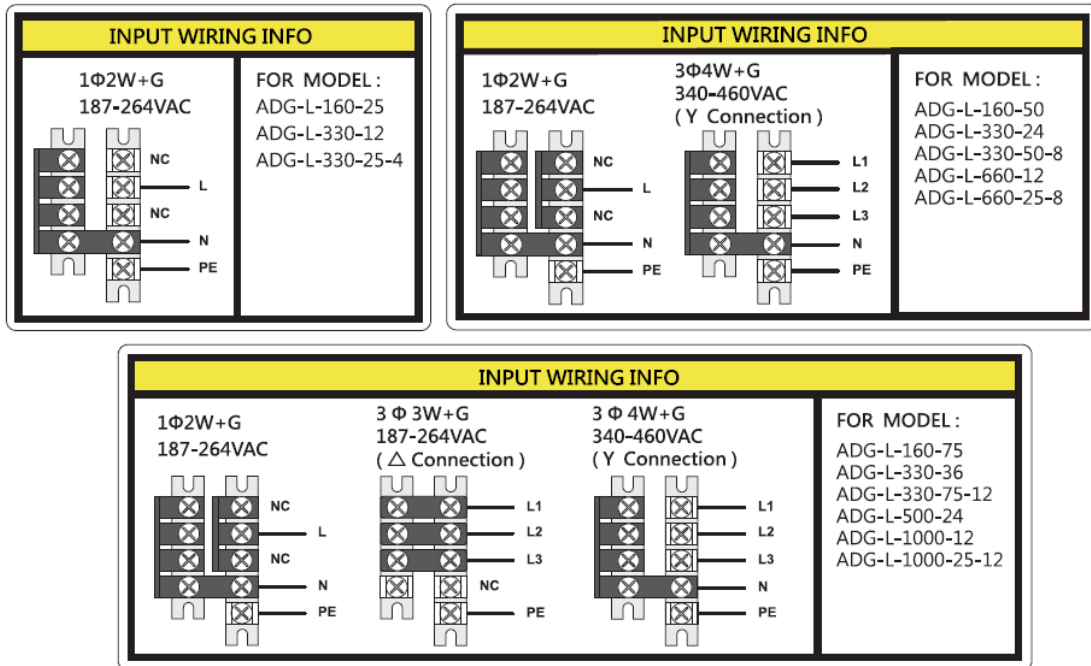 INPUT WIRING INFO
1Φ2W+G
187-264VAC
NC
L
NC
N
PE
FOR MODEL :
ADG-L-160-25
ADG-L-330-12
ADG-L-330-25-4
INPUT WIRING INFO
1Φ2W+G
187-264VAC
NC
L
NC
N
PE
3Φ4W+G
340-460VAC
( Y Connection )
L1
L2
L3
N
PE
FOR MODEL :
ADG-L-160-50
ADG-L-330-24
ADG-L-330-50-8
ADG-L-660-12
ADG-L-660-25-8
INPUT WIRING INFO
1Φ2W+G
187-264VAC
NC
L
NC
N
PE
3 Φ 3W+G
187-264VAC
( △ Connection )
L1
L2
L3
NC
PE
3 Φ 4W+G
340-460VAC
( Y Connection )
L1
L2
L3
N
PE
FOR MODEL :
ADG-L-160-75
ADG-L-330-36
ADG-L-330-75-12
ADG-L-500-24
ADG-L-1000-12
ADG-L-1000-25-12